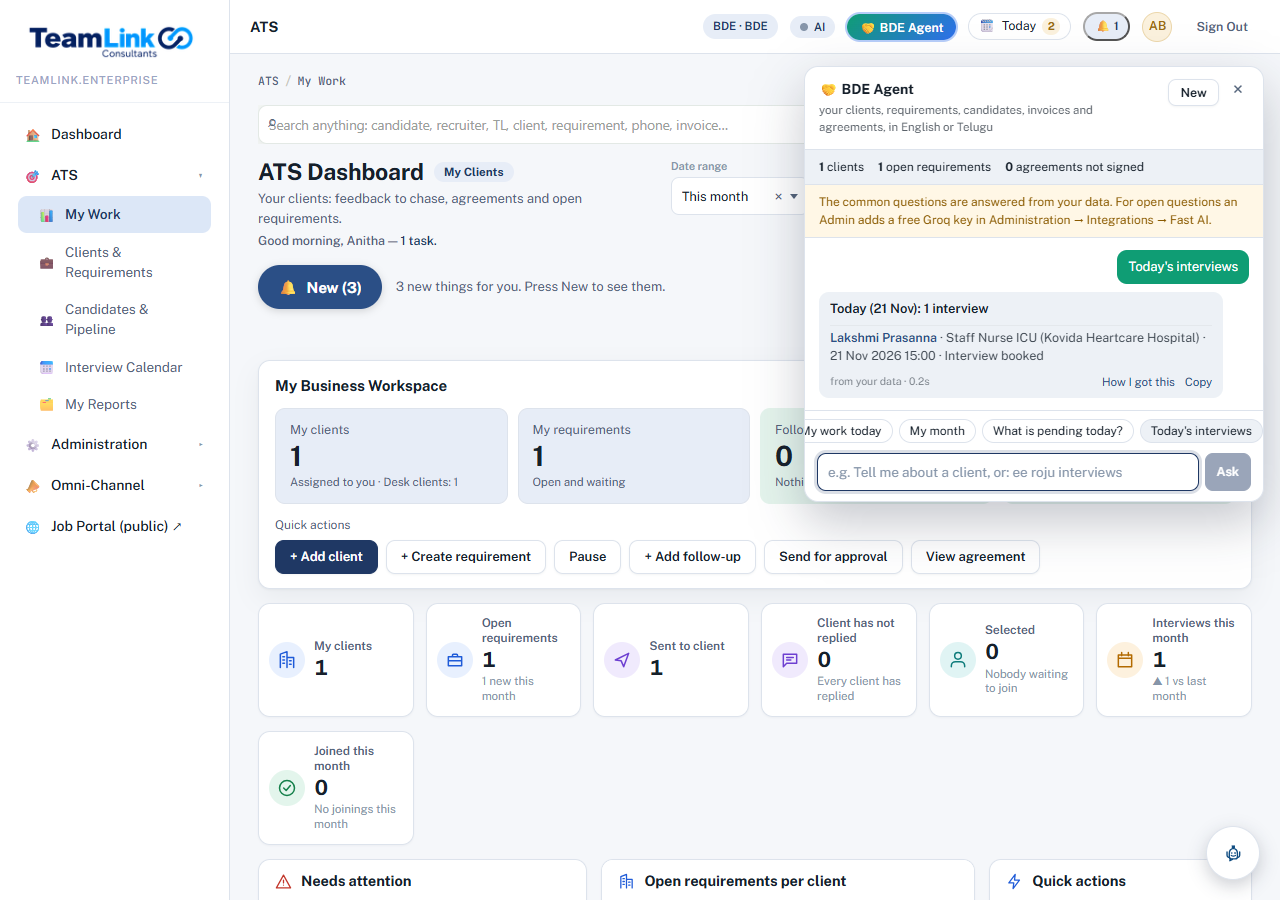 TeamLink
Consultants
TEAMLINK.ENTERPRISE
Dashboard
ATS
My Work
Clients &
Requirements
Candidates &
Pipeline
Interview Calendar
My Reports
Administration
Omni-Channel
Job Portal (public) ↗
ATS
BDE · BDE
AI
BDE Agent
Today 2
1
AB
Sign Out
ATS / My Work
Search anything: candidate, recruiter, TL, client, requirement, phone, invoice...
ATS Dashboard
My Clients
Your clients: feedback to chase, agreements and open
requirements.
Good morning, Anitha — 1 task.
Date range
This month
New (3)
3 new things for you. Press New to see them.
BDE Agent
New
×
your clients, requirements, candidates, invoices and
agreements, in English or Telugu
1 clients 1 open requirements 0 agreements not signed
The common questions are answered from your data. For open questions an
Admin adds a free Groq key in Administration → Integrations → Fast AI.
Today's interviews
Today (21 Nov): 1 interview
Lakshmi Prasanna · Staff Nurse ICU (Kovida Heartcare Hospital) ·
21 Nov 2026 15:00 · Interview booked
from your data · 0.2s
How I got this
Copy
My work today
My month
What is pending today?
Today's interviews
e.g. Tell me about a client, or: ee roju interviews
Ask
My Business Workspace
My clients
1
Assigned to you · Desk clients: 1
My requirements
1
Open and waiting
0
Quick actions
+ Add client
+ Create requirement
Pause
+ Add follow-up
Send for approval
View agreement
My clients
1
Open
requirements
1
1 new this
month
Sent to client
1
Client has not
replied
0
Every client has
replied
Selected
0
Nobody waiting
to join
Interviews this
month
1
▲ 1 vs last
month
Joined this
month
0
No joinings this
month
Needs attention
Open requirements per client
Quick actions